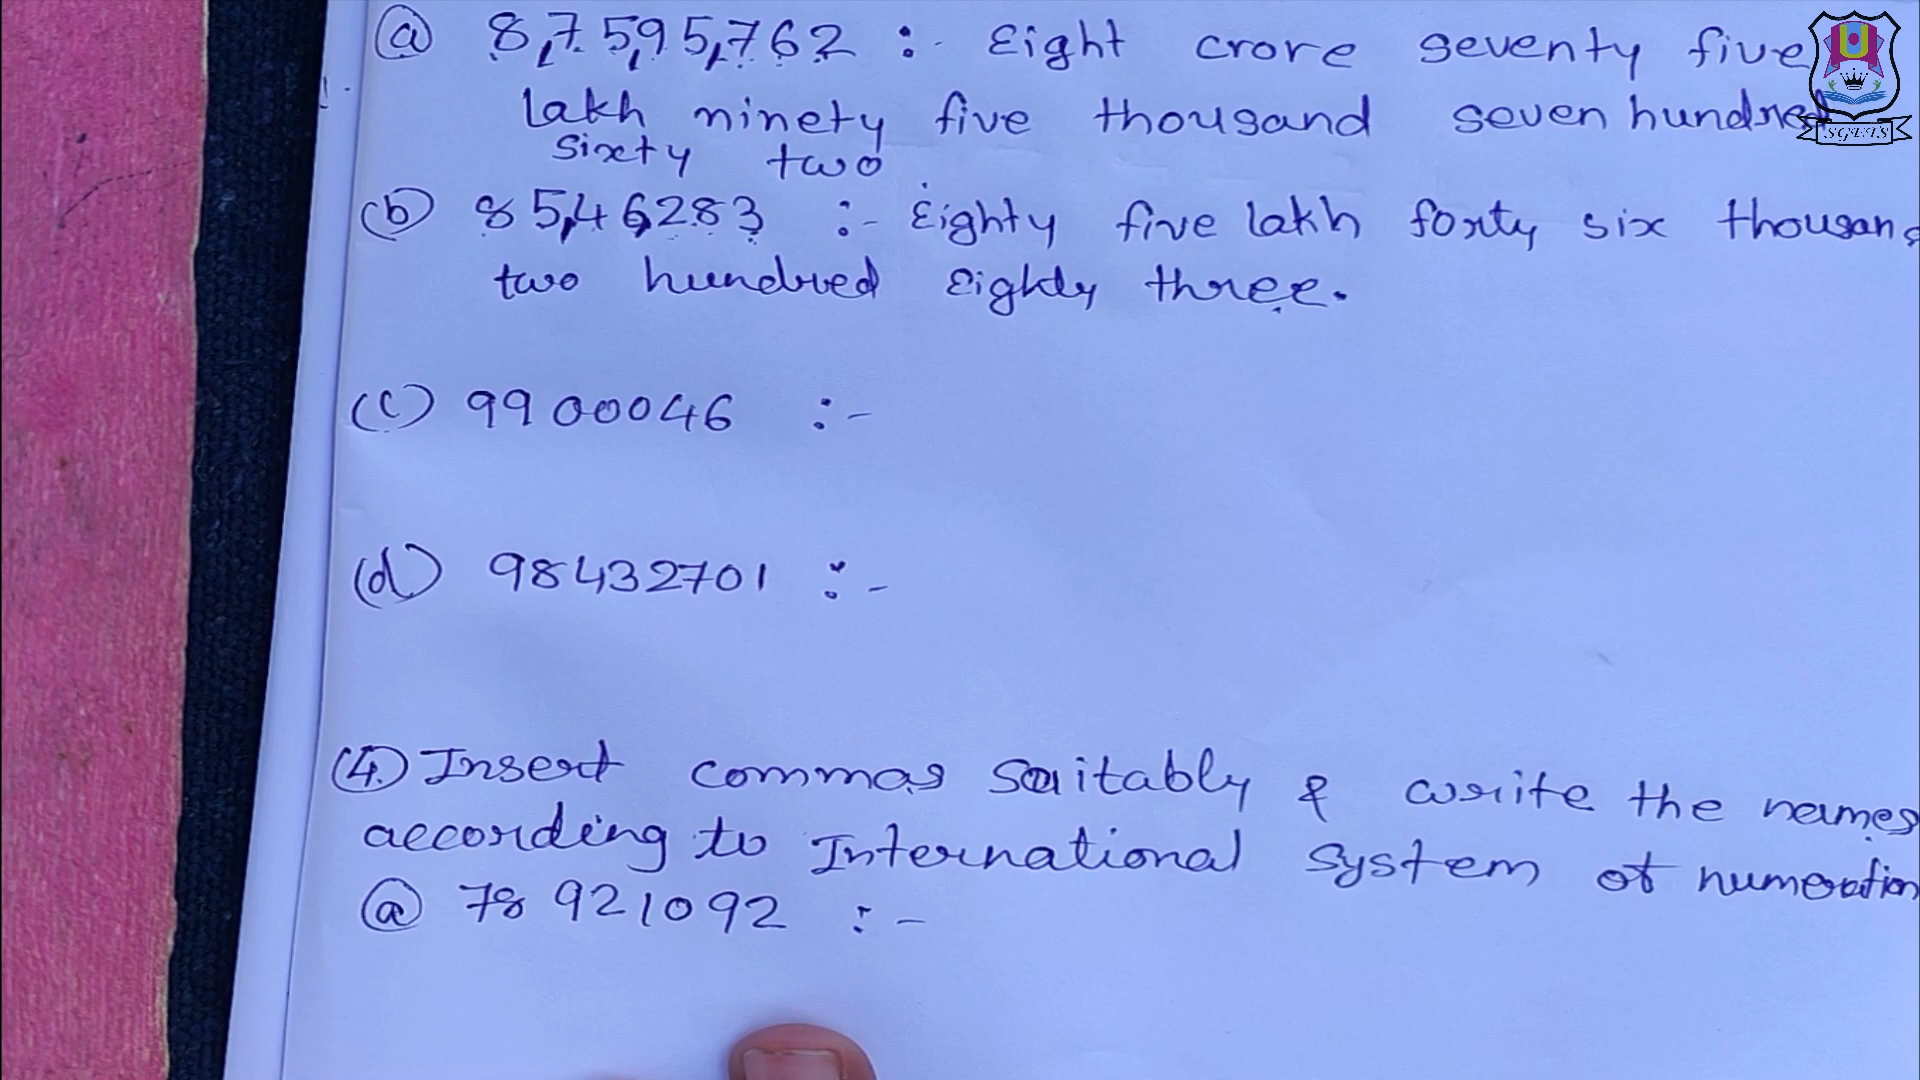 (a) 8,75,95,762 :- Eight crore seventy five
lakh ninety five thousand seven hundred
sixty two
(b) 85,46,283 :- Eighty five lakh forty six thousan
two hundred Eighty three.
(c) 9900046 :-
(d) 98432701 :-
(4.) Insert commas Suitably & write the names
according to International System of numeration
(a) 78921092 :-
SGEMS